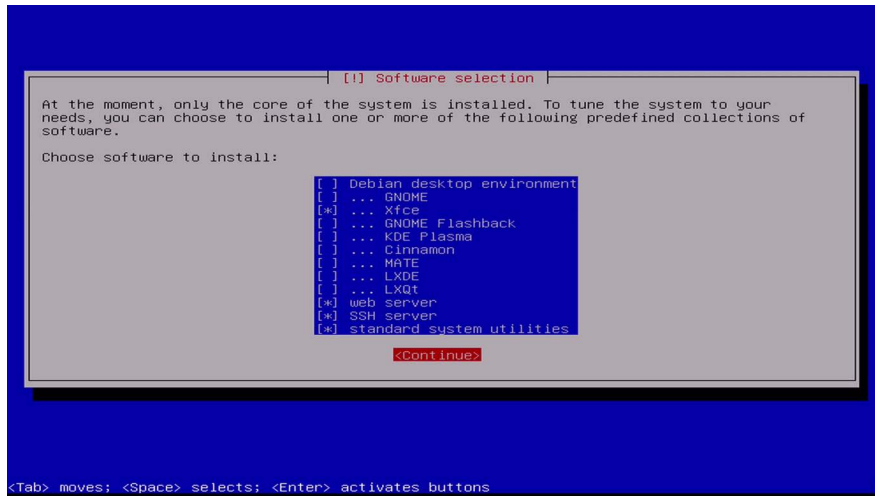 [!] Software selection
At the moment, only the core of the system is installed. To tune the system to your
needs, you can choose to install one or more of the following predefined collections of
software.
Choose software to install:
[ ] Debian desktop environment
[ ] ... GNOME
[*] ... Xfce
[ ] ... GNOME Flashback
[ ] ... KDE Plasma
[ ] ... Cinnamon
[ ] ... MATE
[ ] ... LXDE
[ ] ... LXQt
[*] web server
[*] SSH server
[*] standard system utilities
<Continue>
<Tab> moves; <Space> selects; <Enter> activates buttons